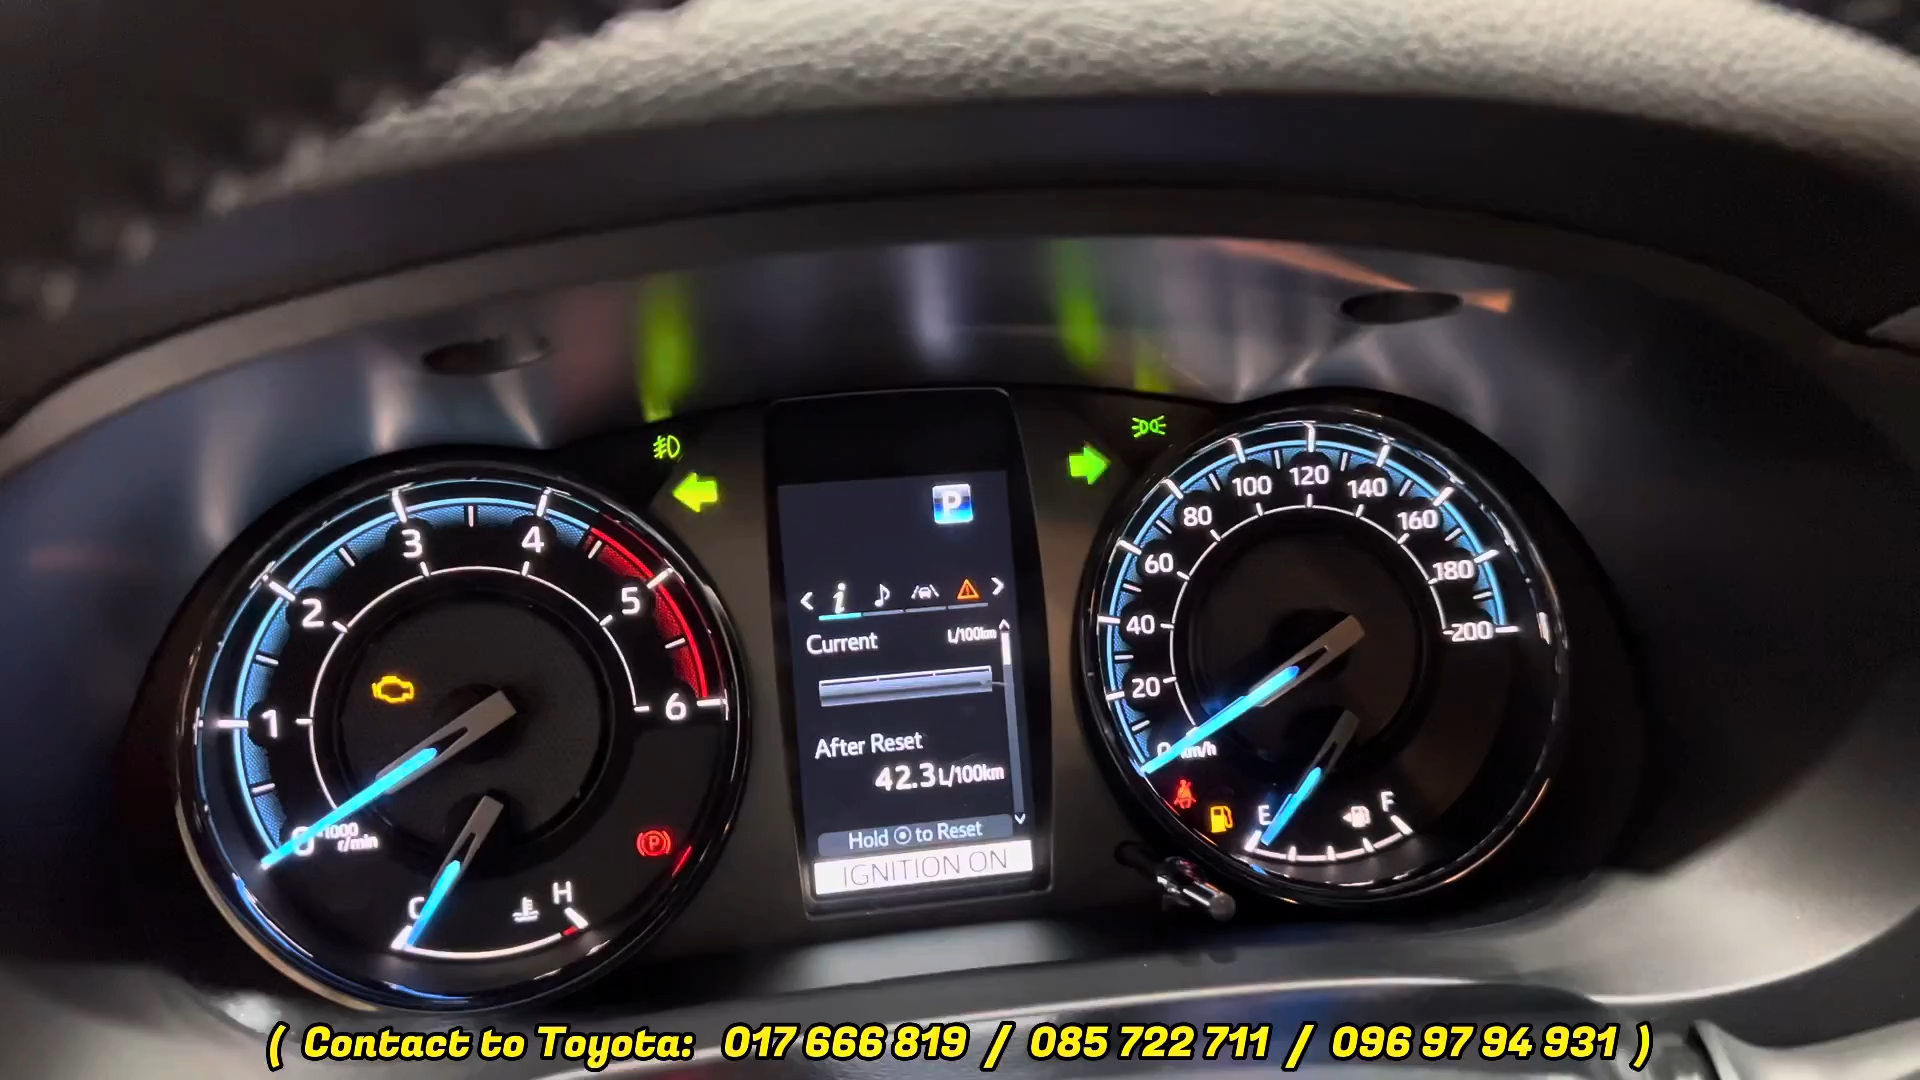 1
2
3
4
5
6
x1000
r/min
C
H
P
i
Current
L/100km
After Reset
42.3 L/100km
Hold to Reset
IGNITION ON
0
20
40
60
80
100
120
140
160
180
200
km/h
E
F
( Contact to Toyota: 017 666 819 / 085 722 711 / 096 97 94 931 )